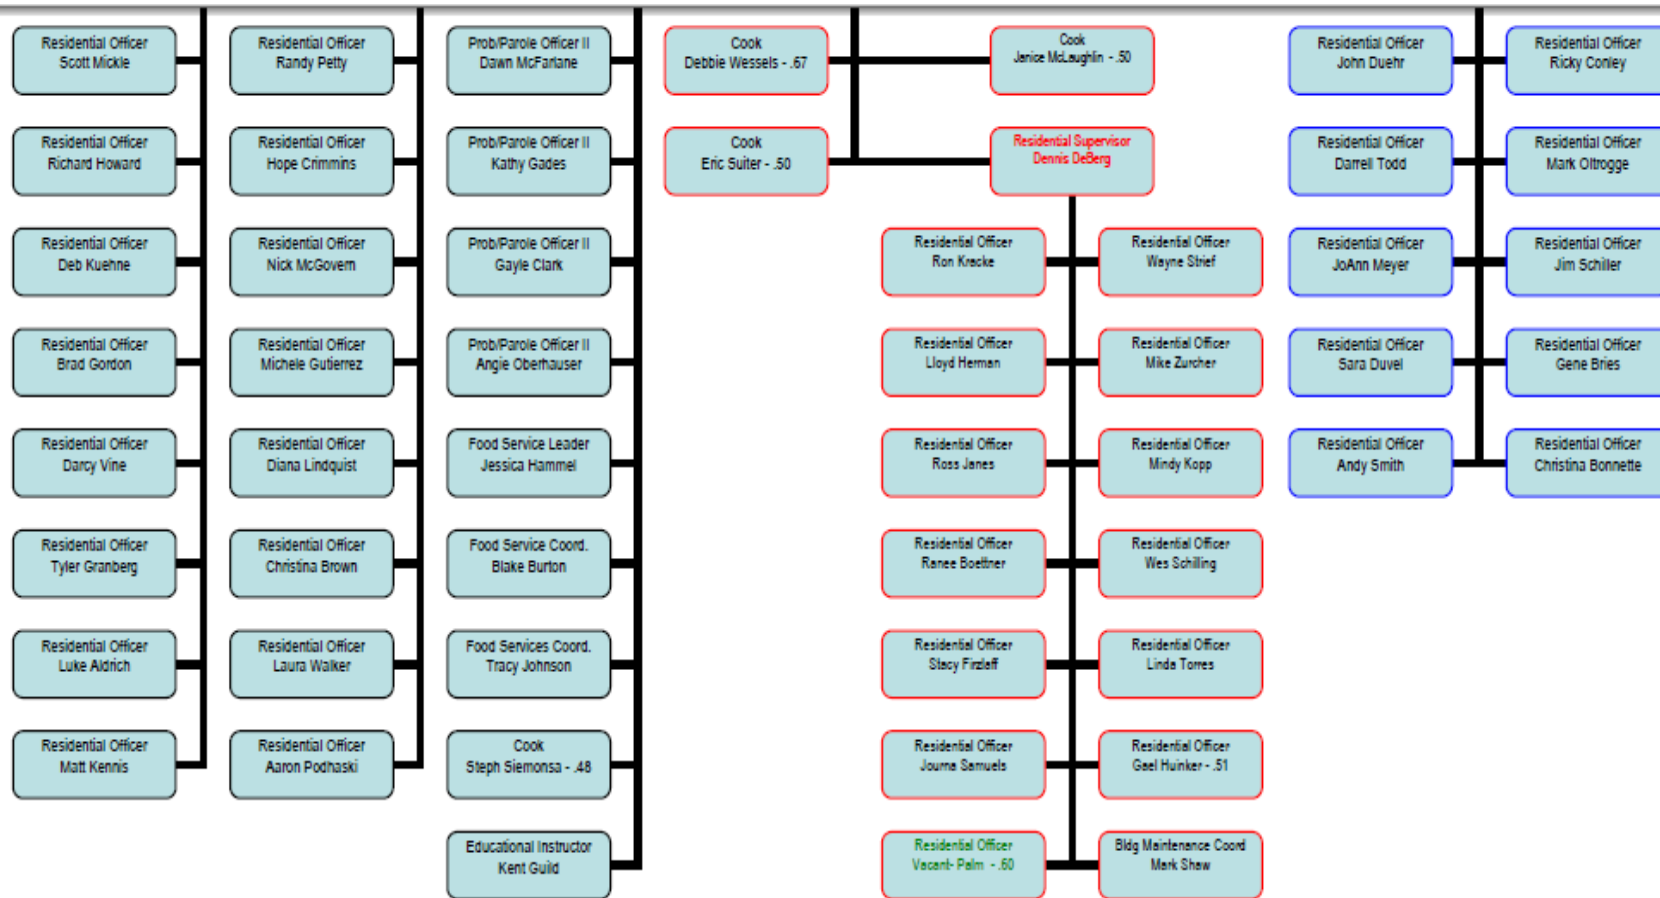 Residential Officer
Scott Mickle
Residential Officer
Richard Howard
Residential Officer
Deb Kuehne
Residential Officer
Brad Gordon
Residential Officer
Darcy Vine
Residential Officer
Tyler Granberg
Residential Officer
Luke Aldrich
Residential Officer
Matt Kennis
Residential Officer
Randy Petty
Residential Officer
Hope Crimmins
Residential Officer
Nick McGovern
Residential Officer
Michele Gutierrez
Residential Officer
Diana Lindquist
Residential Officer
Christina Brown
Residential Officer
Laura Walker
Residential Officer
Aaron Podhaski
Prob/Parole Officer II
Dawn McFarlane
Prob/Parole Officer II
Kathy Gades
Prob/Parole Officer II
Gayle Clark
Prob/Parole Officer II
Angie Oberhauser
Food Service Leader
Jessica Hammel
Food Service Coord.
Blake Burton
Food Services Coord.
Tracy Johnson
Cook
Steph Siemonsa - .48
Educational Instructor
Kent Guild
Cook
Debbie Wessels - .67
Cook
Janice McLaughlin - .50
Cook
Eric Suiter - .50
Residential Supervisor
Dennis DeBerg
Residential Officer
Ron Kracke
Residential Officer
Wayne Strief
Residential Officer
Lloyd Herman
Residential Officer
Mike Zurcher
Residential Officer
Ross Janes
Residential Officer
Mindy Kopp
Residential Officer
Ranee Boettner
Residential Officer
Wes Schilling
Residential Officer
Stacy Firzlaff
Residential Officer
Linda Torres
Residential Officer
Journa Samuels
Residential Officer
Gael Huinker - .51
Residential Officer
Vacant- Palm - .60
Bldg Maintenance Coord
Mark Shaw
Residential Officer
John Duehr
Residential Officer
Ricky Conley
Residential Officer
Darrell Todd
Residential Officer
Mark Oltrogge
Residential Officer
JoAnn Meyer
Residential Officer
Jim Schiller
Residential Officer
Sara Duvel
Residential Officer
Gene Bries
Residential Officer
Andy Smith
Residential Officer
Christina Bonnette